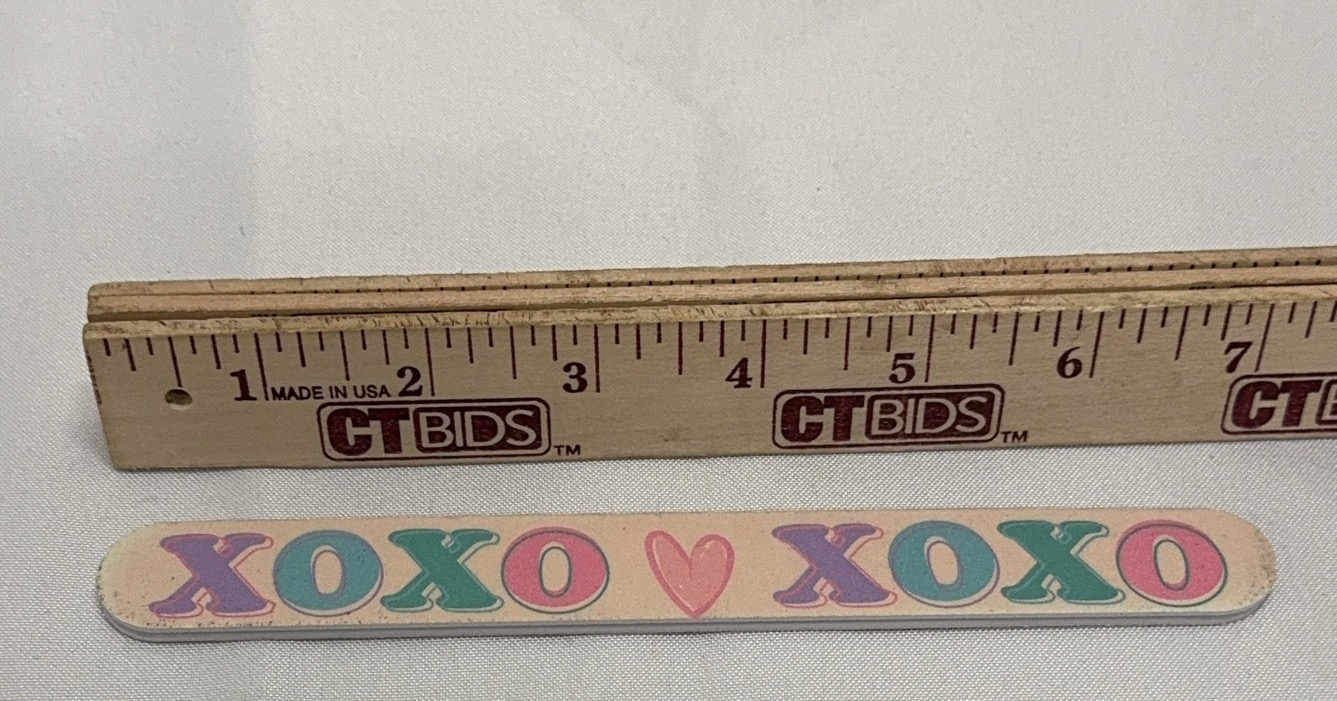 1 MADE IN USA 2 3 4 5 6 7
CTBIDS™ CTBIDS™ CT
XOXO XOXO